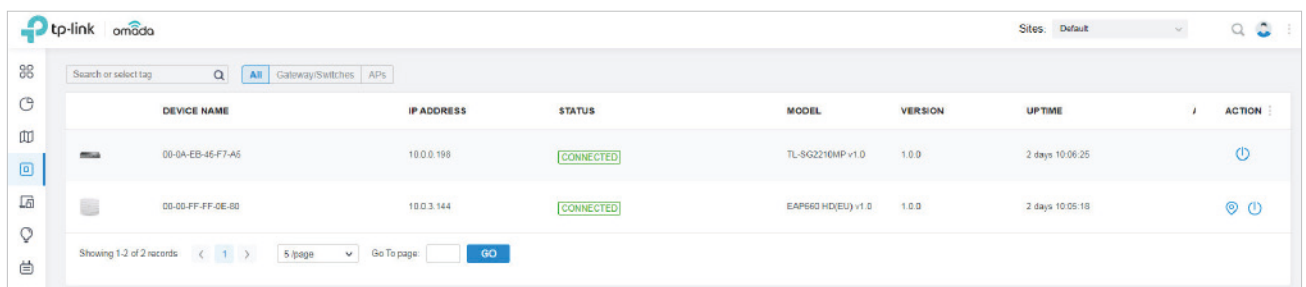 tp-link omada Sites: Default
Search or select tag All Gateway/Switches APs
DEVICE NAME IP ADDRESS STATUS MODEL VERSION UPTIME ACTION
00-0A-EB-46-F7-A5 10.0.0.198 CONNECTED TL-SG2210MP v1.0 1.0.0 2 days 10:06:25
00-00-FF-FF-0E-80 10.0.3.144 CONNECTED EAP660 HD(EU) v1.0 1.0.0 2 days 10:05:18
Showing 1-2 of 2 records < 1 > 5 /page Go To page: GO